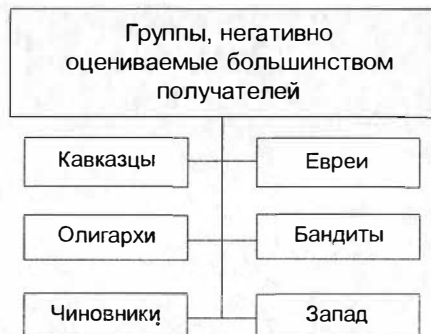 Группы, негативно
оцениваемые большинством
получателей
Кавказцы
Евреи
Олигархи
Бандиты
Чиновники
Запад